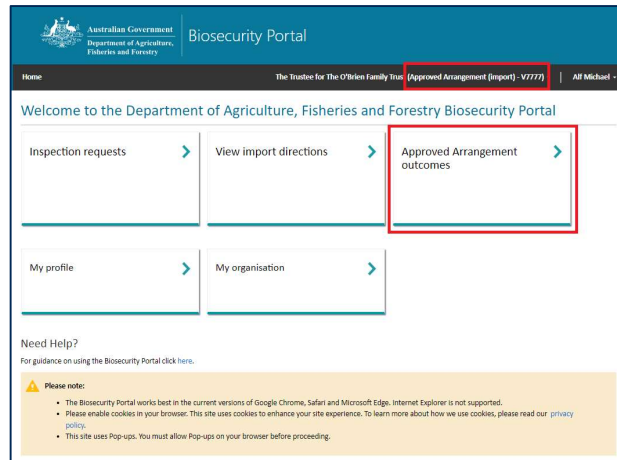 Australian Government
Department of Agriculture,
Fisheries and Forestry
Biosecurity Portal
Home
The Trustee for The O'Brien Family Trust (Approved Arrangement (import) - V7777)
Alf Michael
Welcome to the Department of Agriculture, Fisheries and Forestry Biosecurity Portal
Inspection requests
View import directions
Approved Arrangement
outcomes
My profile
My organisation
Need Help?
For guidance on using the Biosecurity Portal click here.
Please note:
• The Biosecurity Portal works best in the current versions of Google Chrome, Safari and Microsoft Edge. Internet Explorer is not supported.
• Please enable cookies in your browser. This site uses cookies to enhance your site experience. To learn more about how we use cookies, please read our privacy
policy.
• This site uses Pop-ups. You must allow Pop-ups on your browser before proceeding.